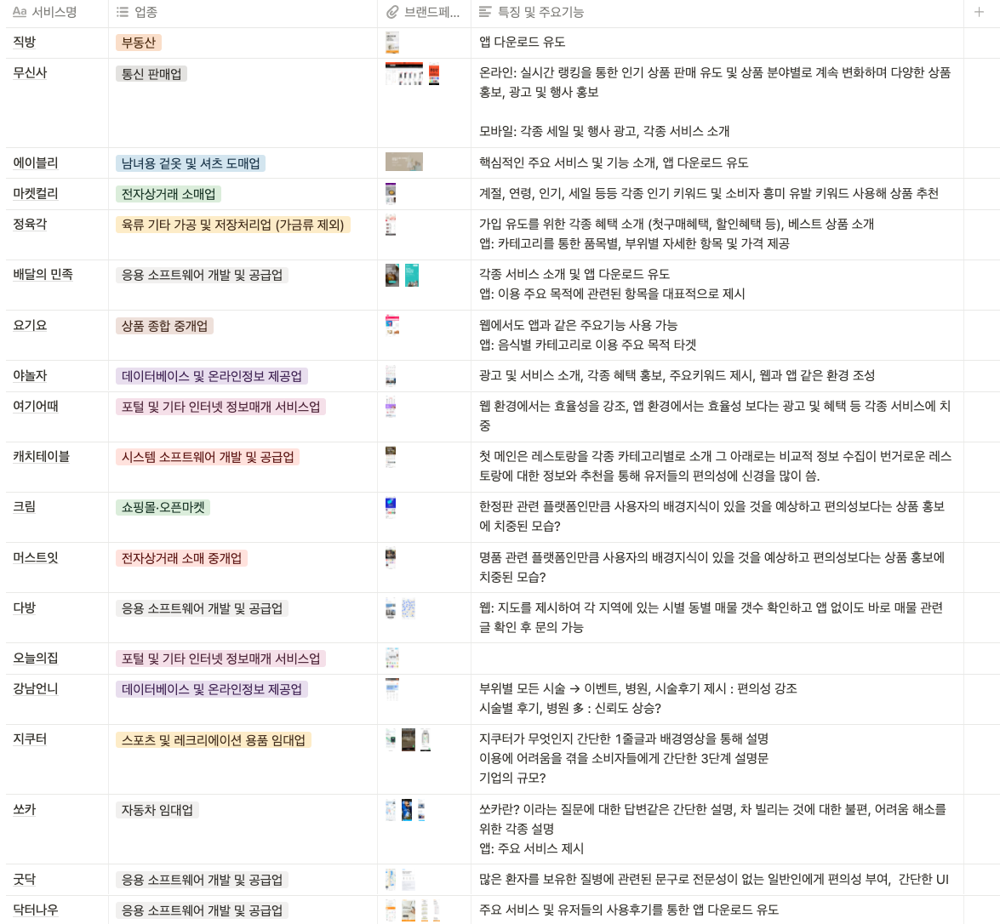 Aa 서비스명 업종 브랜드페... 특징 및 주요기능
직방 부동산 앱 다운로드 유도
무신사 통신 판매업 온라인: 실시간 랭킹을 통한 인기 상품 판매 유도 및 상품 분야별로 계속 변화하며 다양한 상품
홍보, 광고 및 행사 홍보
모바일: 각종 세일 및 행사 광고, 각종 서비스 소개
에이블리 남녀용 겉옷 및 셔츠 도매업 핵심적인 주요 서비스 및 기능 소개, 앱 다운로드 유도
마켓컬리 전자상거래 소매업 계절, 연령, 인기, 세일 등등 각종 인기 키워드 및 소비자 흥미 유발 키워드 사용해 상품 추천
정육각 육류 기타 가공 및 저장처리업 (가금류 제외) 가입 유도를 위한 각종 혜택 소개 (첫구매혜택, 할인혜택 등), 베스트 상품 소개
앱: 카테고리를 통한 품목별, 부위별 자세한 항목 및 가격 제공
배달의 민족 응용 소프트웨어 개발 및 공급업 각종 서비스 소개 및 앱 다운로드 유도
앱: 이용 주요 목적에 관련된 항목을 대표적으로 제시
요기요 상품 종합 중개업 웹에서도 앱과 같은 주요기능 사용 가능
앱: 음식별 카테고리로 이용 주요 목적 타겟
야놀자 데이터베이스 및 온라인정보 제공업 광고 및 서비스 소개, 각종 혜택 홍보, 주요키워드 제시, 웹과 앱 같은 환경 조성
여기어때 포털 및 기타 인터넷 정보매개 서비스업 웹 환경에서는 효율성을 강조, 앱 환경에서는 효율성 보다는 광고 및 혜택 등 각종 서비스에 치
중
캐치테이블 시스템 소프트웨어 개발 및 공급업 첫 메인은 레스토랑을 각종 카테고리별로 소개 그 아래로는 비교적 정보 수집이 번거로운 레스
토랑에 대한 정보와 추천을 통해 유저들의 편의성에 신경을 많이 씀.
크림 쇼핑몰·오픈마켓 한정판 관련 플랫폼인만큼 사용자의 배경지식이 있을 것을 예상하고 편의성보다는 상품 홍보
에 치중된 모습?
머스트잇 전자상거래 소매 중개업 명품 관련 플랫폼인만큼 사용자의 배경지식이 있을 것을 예상하고 편의성보다는 상품 홍보에
치중된 모습?
다방 응용 소프트웨어 개발 및 공급업 웹: 지도를 제시하여 각 지역에 있는 시별 동별 매물 갯수 확인하고 앱 없이도 바로 매물 관련
글 확인 후 문의 가능
오늘의집 포털 및 기타 인터넷 정보매개 서비스업
강남언니 데이터베이스 및 온라인정보 제공업 부위별 모든 시술 → 이벤트, 병원, 시술후기 제시 : 편의성 강조
시술별 후기, 병원 多 : 신뢰도 상승?
지쿠터 스포츠 및 레크리에이션 용품 임대업 지쿠터가 무엇인지 간단한 1줄글과 배경영상을 통해 설명
이용에 어려움을 겪을 소비자들에게 간단한 3단계 설명문
기업의 규모?
쏘카 자동차 임대업 쏘카란? 이라는 질문에 대한 답변같은 간단한 설명, 차 빌리는 것에 대한 불편, 어려움 해소를
위한 각종 설명
앱: 주요 서비스 제시
굿닥 응용 소프트웨어 개발 및 공급업 많은 환자를 보유한 질병에 관련된 문구로 전문성이 없는 일반인에게 편의성 부여, 간단한 UI
닥터나우 응용 소프트웨어 개발 및 공급업 주요 서비스 및 유저들의 사용후기를 통한 앱 다운로드 유도